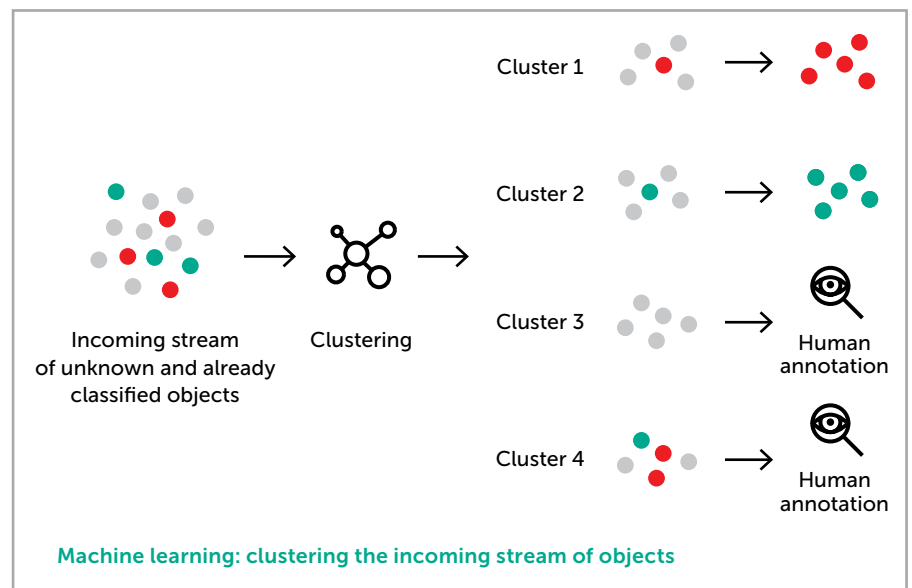 Cluster 1
Cluster 2
Incoming stream
of unknown and already
classified objects
Clustering
Cluster 3
Human
annotation
Cluster 4
Human
annotation
Machine learning: clustering the incoming stream of objects